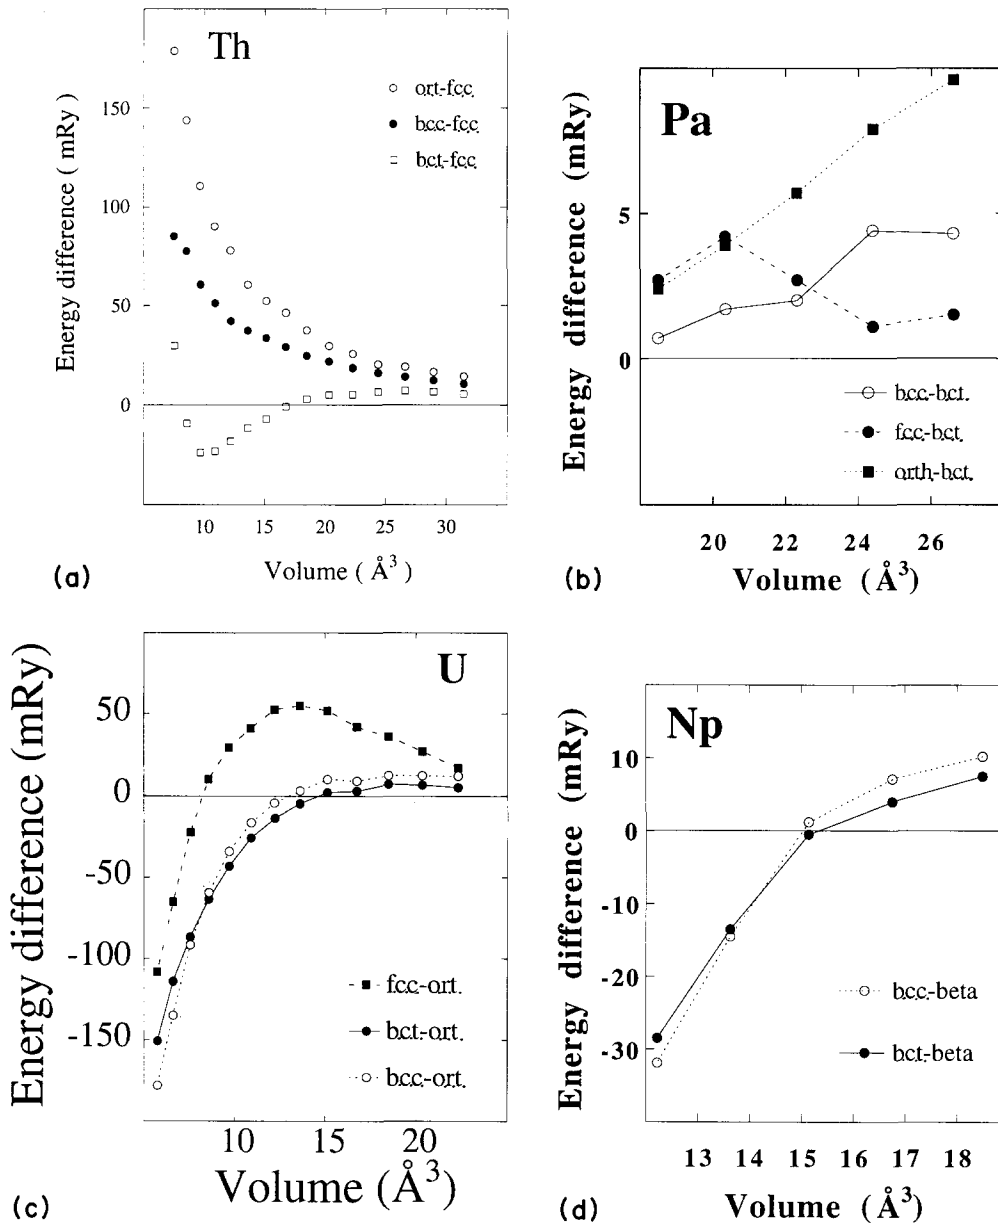 Th
ort-fcc
bcc-fcc
bct-fcc
150
100
50
0
Energy difference ( mRy )
10 15 20 25 30
Volume ( Å³ )
(a)
Pa
5
0
Energy difference (mRy)
bcc-bct
fcc-bct
orth-bct
20 22 24 26
Volume (Å³)
(b)
U
50
0
-50
-100
-150
Energy difference (mRy)
fcc-ort
bct-ort
bcc-ort
10 15 20
Volume (Å³)
(c)
Np
10
0
-10
-20
-30
Energy difference (mRy)
bcc-beta
bct-beta
13 14 15 16 17 18
Volume (Å³)
(d)